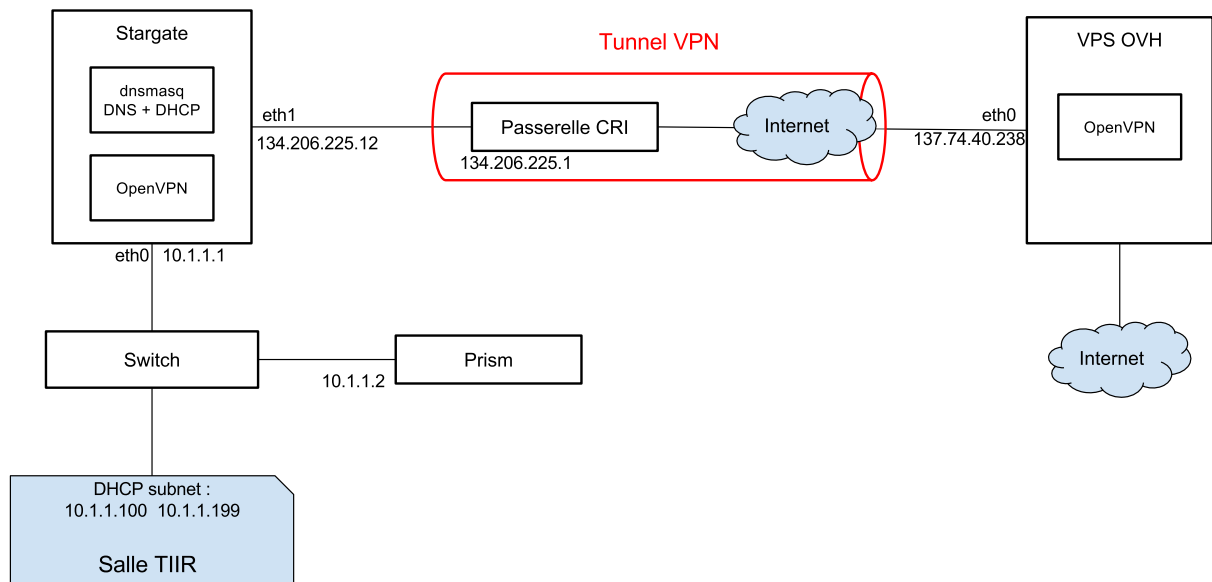 Stargate
dnsmasq
DNS + DHCP
OpenVPN
eth1
134.206.225.12
Tunnel VPN
Passerelle CRI
134.206.225.1
Internet
eth0
137.74.40.238
VPS OVH
OpenVPN
eth0 10.1.1.1
Switch
10.1.1.2
Prism
Internet
DHCP subnet :
10.1.1.100 10.1.1.199
Salle TIIR